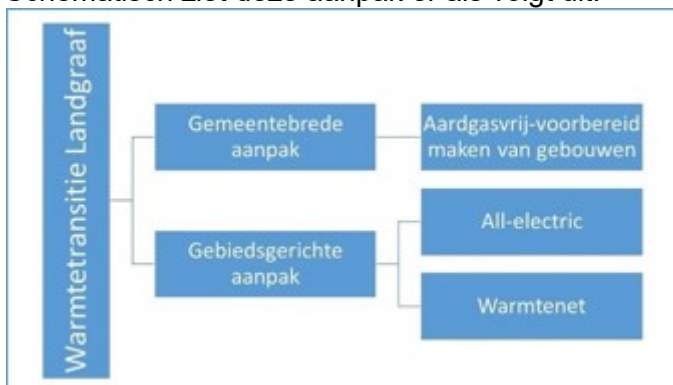 Schematisch ziet deze aanpak er als volgt uit:
Warmtetransitie Landgraaf
Gemeentebrede
aanpak
Aardgasvrij-voorbereid
maken van gebouwen
Gebiedsgerichte
aanpak
All-electric
Warmtenet